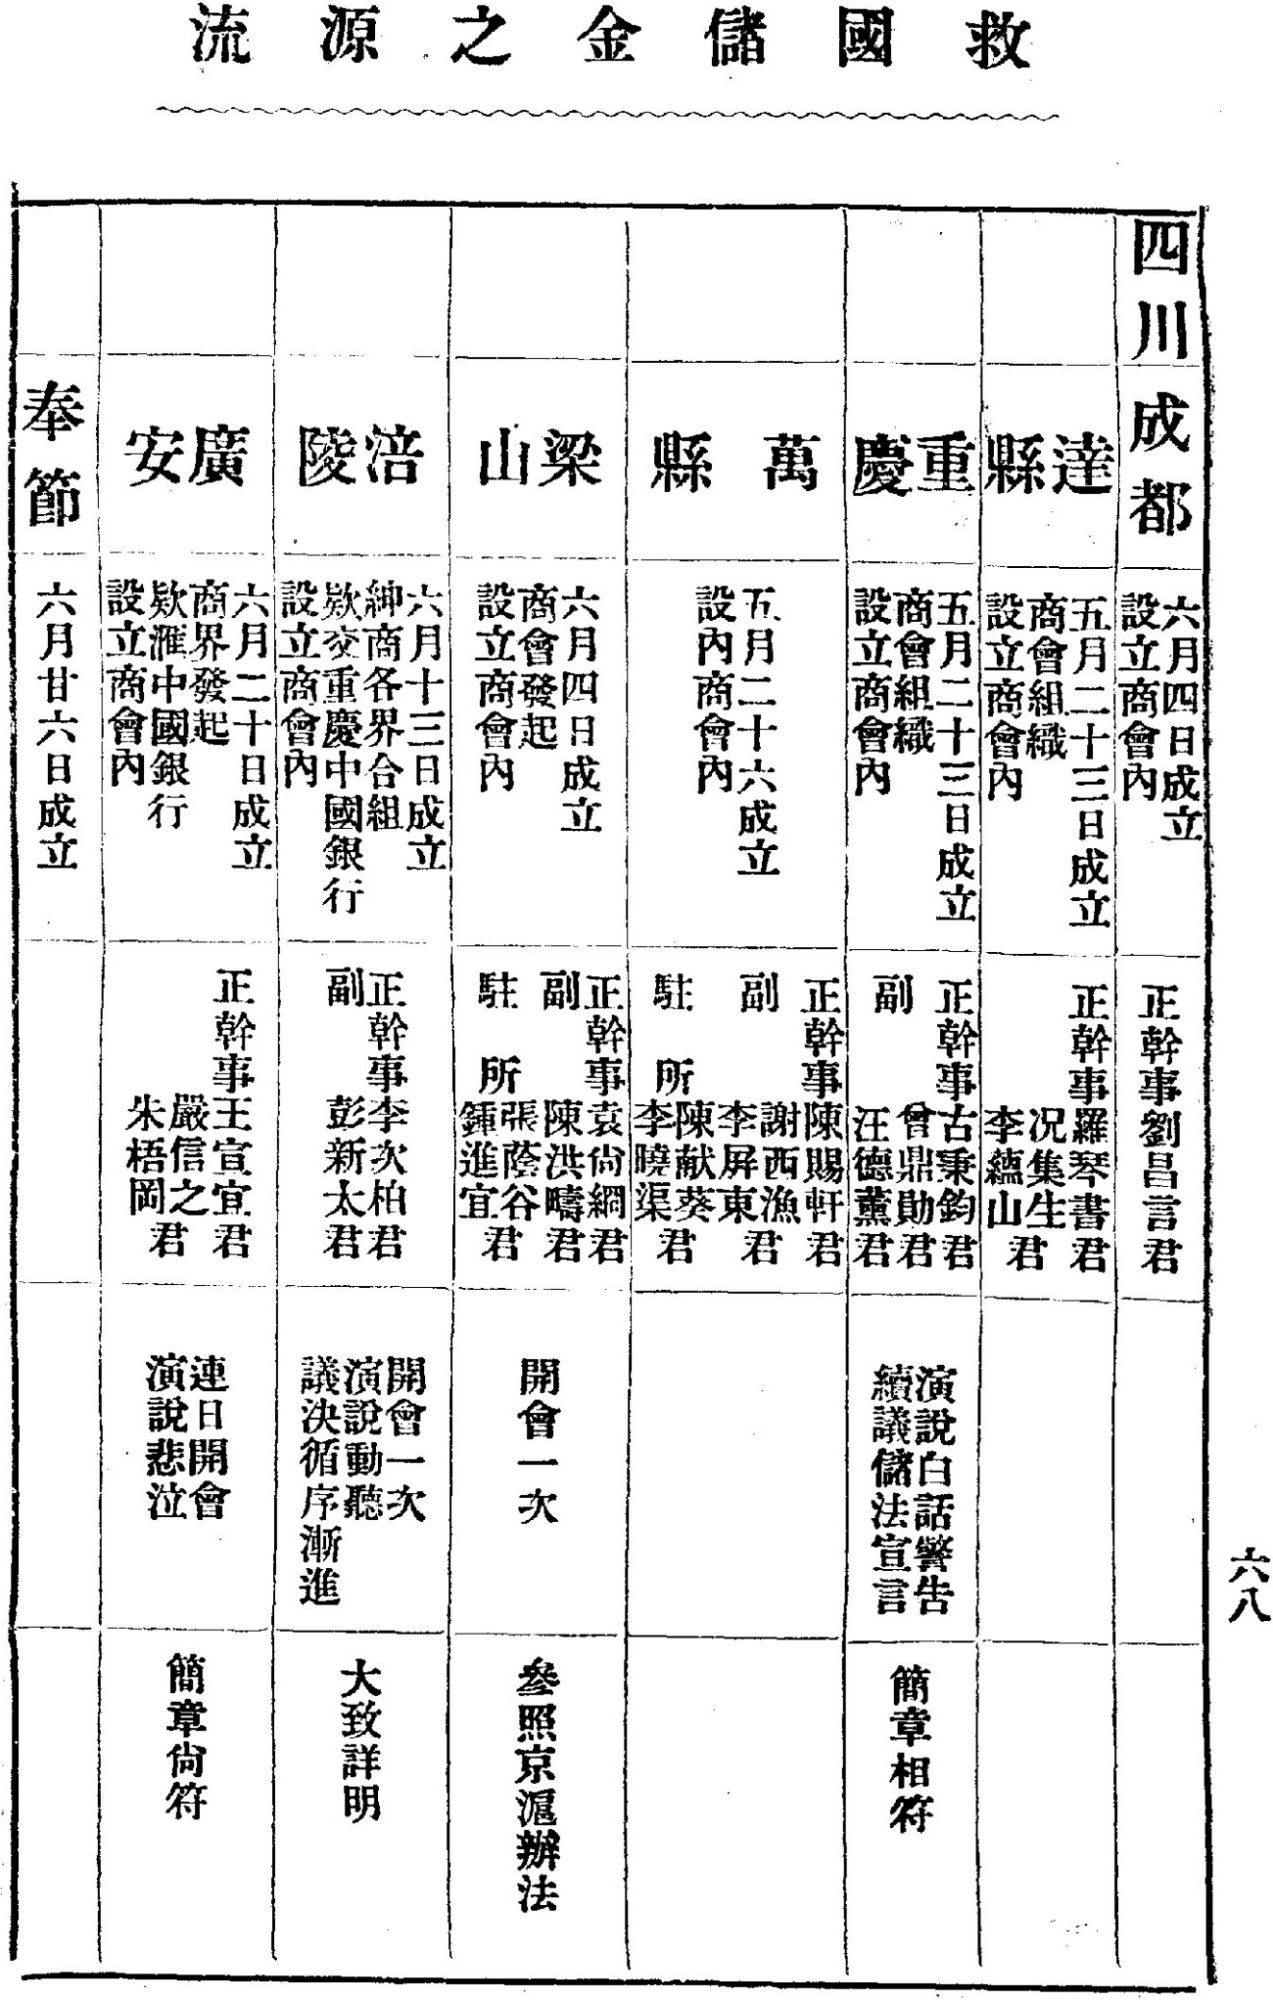 救國儲金之源流
四川
成都
六月四日成立
設立商會內
正幹事劉昌言君
達縣
五月二十三日成立
商會組織
設立商會內
正幹事羅琴書君
況集生
李蘊山君
重慶
五月二十三日成立
商會組織
設立商會內
正幹事古秉鈞君
曾鼎勛君
副 汪德薰君
演說白話警告
續議儲法宣言
簡章相符
萬縣
五月二十六成立
設內商會內
正幹事陳賜軒君
謝西漁
副 李屏東君
陳献葵
駐所李曉渠君
梁山
六月四日成立
商會發起
設立商會內
正幹事袁尙綱君
副 陳洪疇君
張蔭谷
駐所鍾進宜君
開會一次
參照京滬辦法
涪陵
六月十三日成立
紳商各界合組
欵交重慶中國銀行
設立商會內
正幹事李次柏君
副 彭新太君
開會一次
演說動聽
議決循序漸進
大致詳明
廣安
六月二十日成立
商界發起
欵滙中國銀行
設立商會內
正幹事王宣宣君
嚴信之
朱梧岡君
連日開會
演說悲泣
簡章尙符
奉節
六月廿六日成立
六八